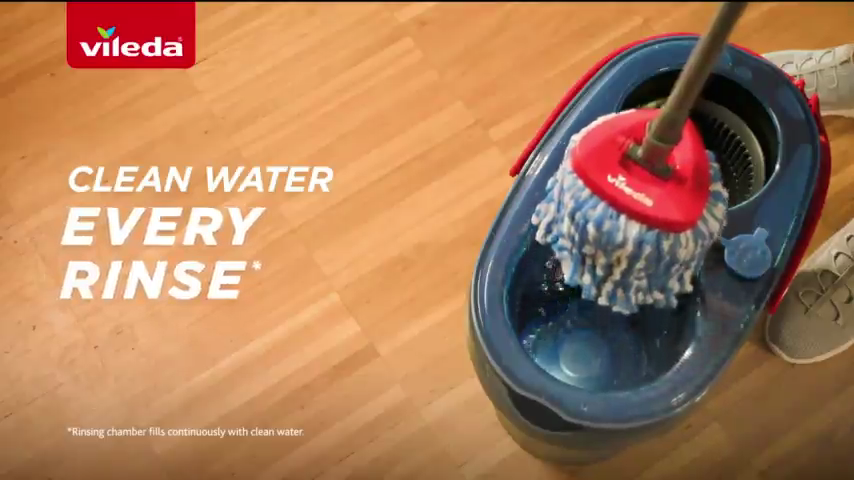 vileda
CLEAN WATER
EVERY
RINSE*
vileda
*Rinsing chamber fills continuously with clean water.